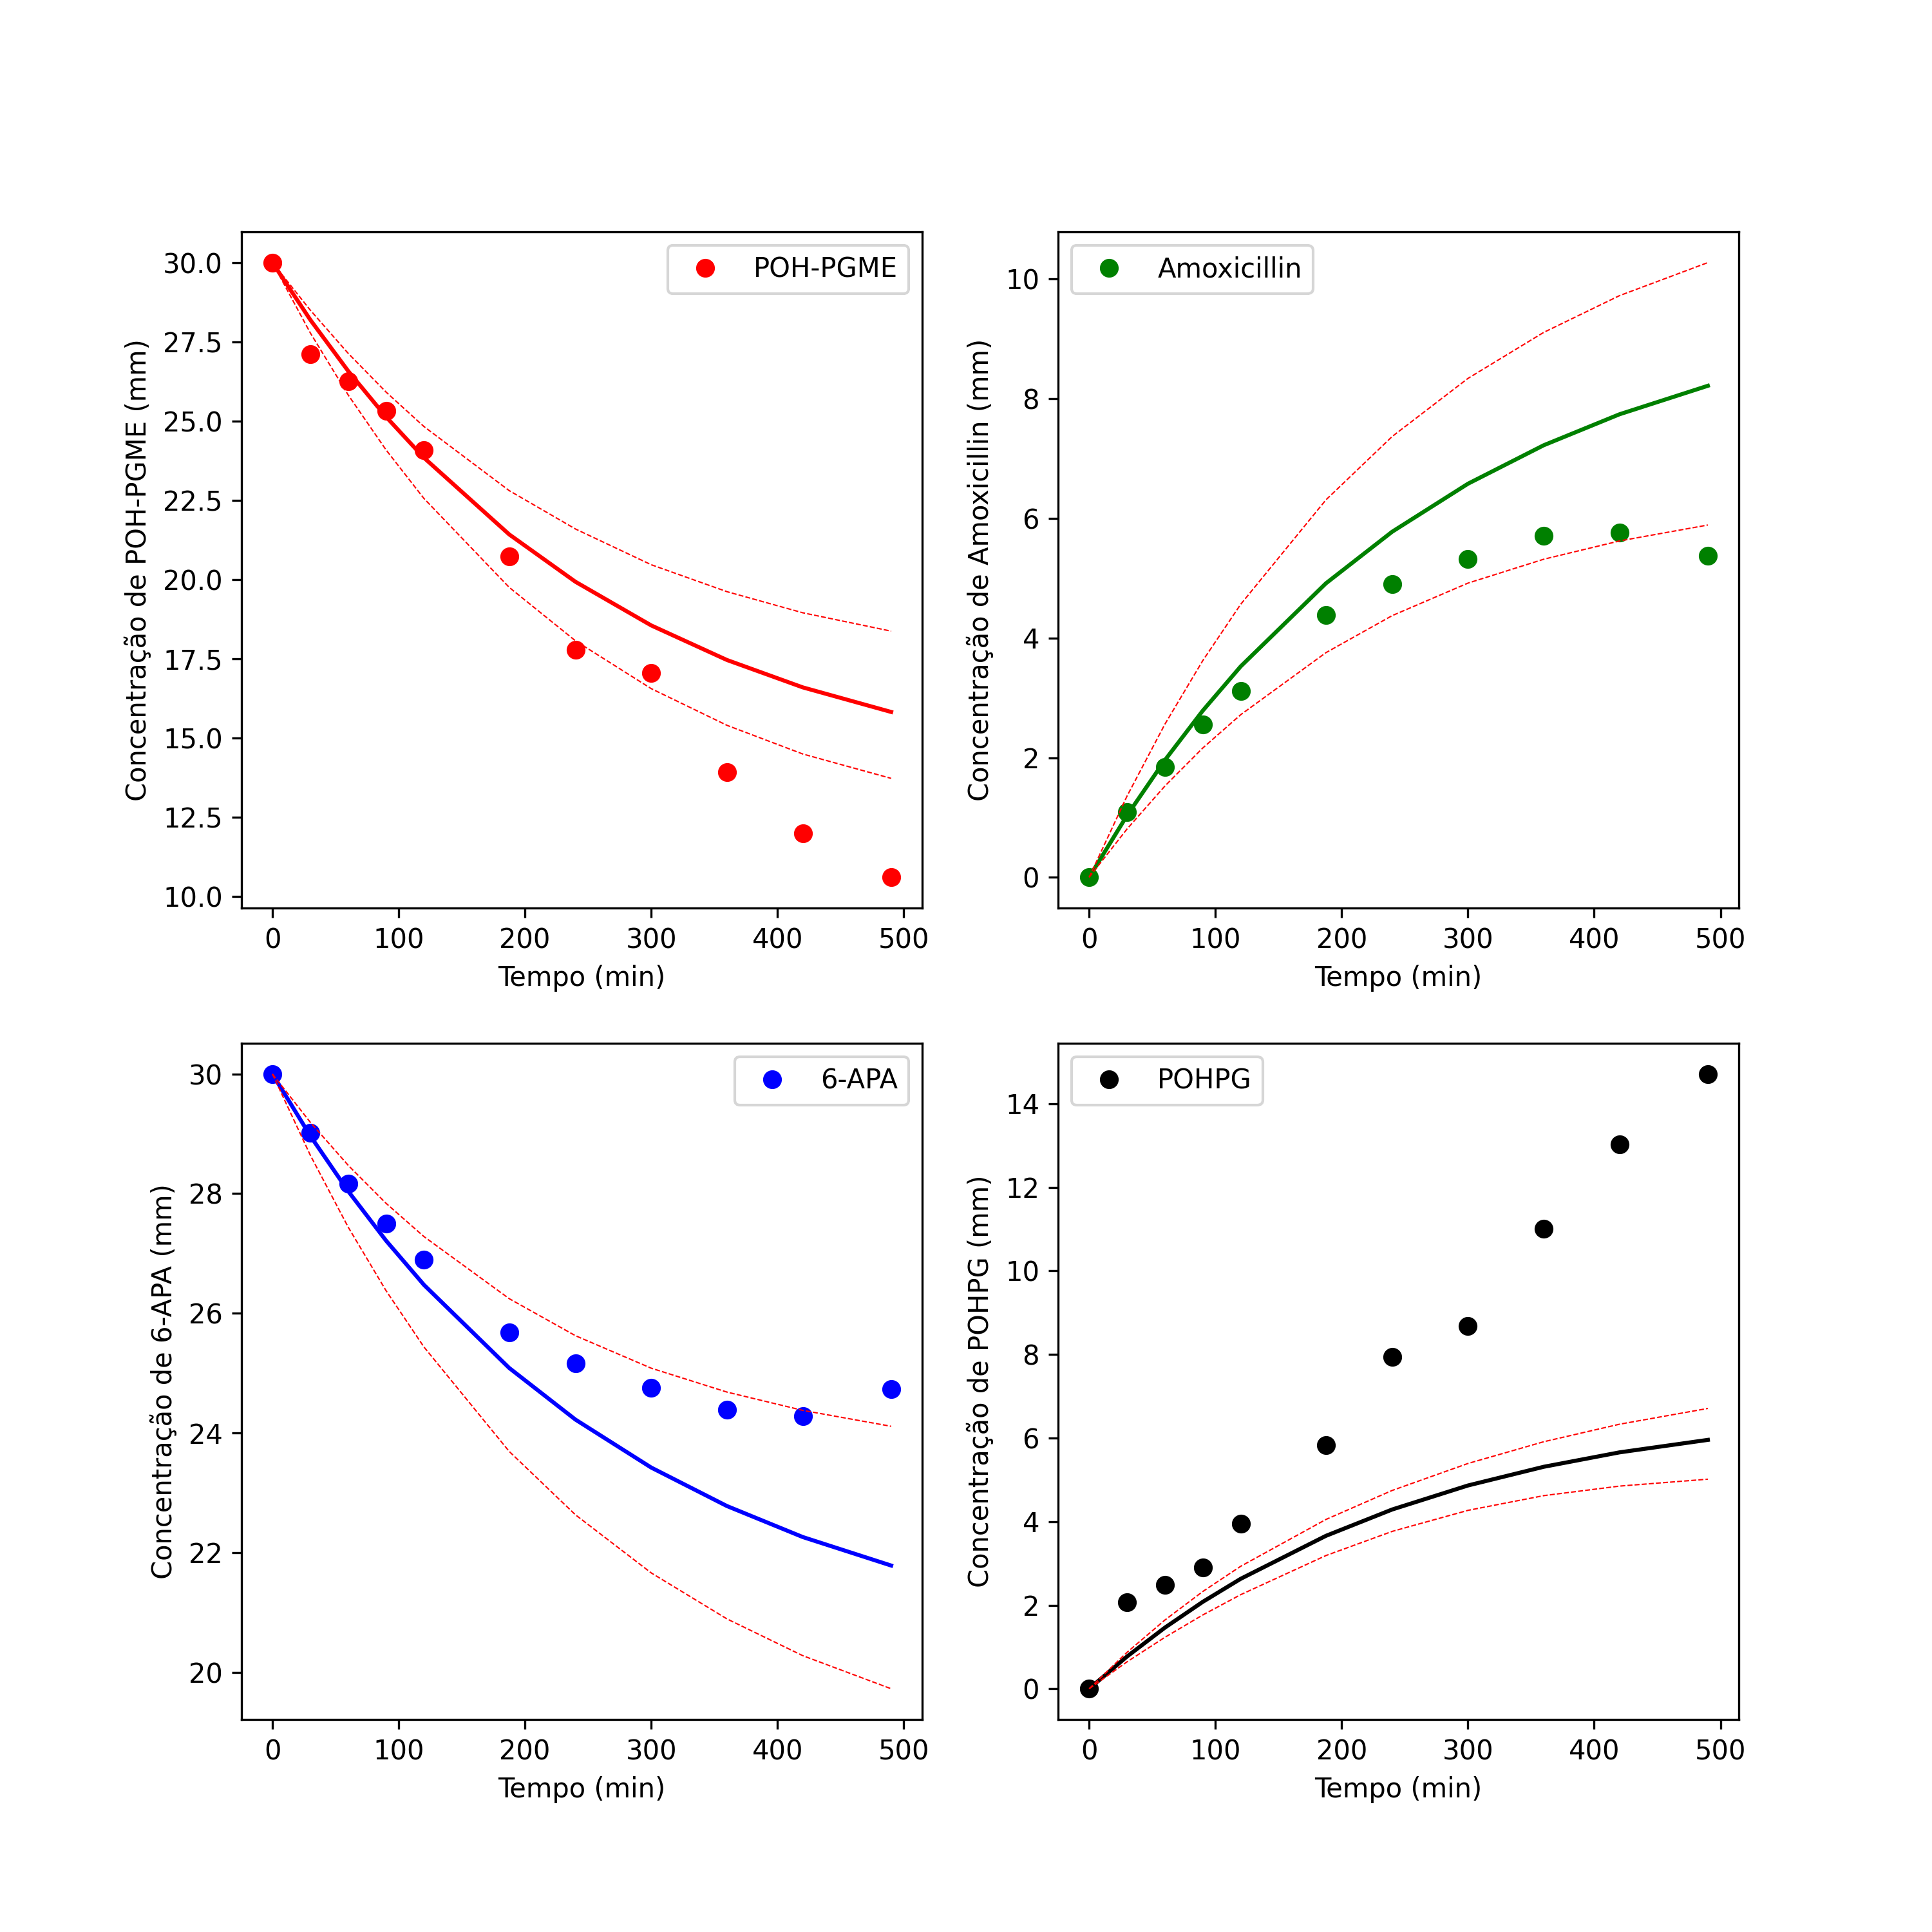 POH-PGME
Concentração de POH-PGME (mm)
30.0
27.5
25.0
22.5
20.0
17.5
15.0
12.5
10.0
0 100 200 300 400 500
Tempo (min)
Amoxicillin
Concentração de Amoxicillin (mm)
10
8
6
4
2
0
0 100 200 300 400 500
Tempo (min)
6-APA
Concentração de 6-APA (mm)
30
28
26
24
22
20
0 100 200 300 400 500
Tempo (min)
POHPG
Concentração de POHPG (mm)
14
12
10
8
6
4
2
0
0 100 200 300 400 500
Tempo (min)